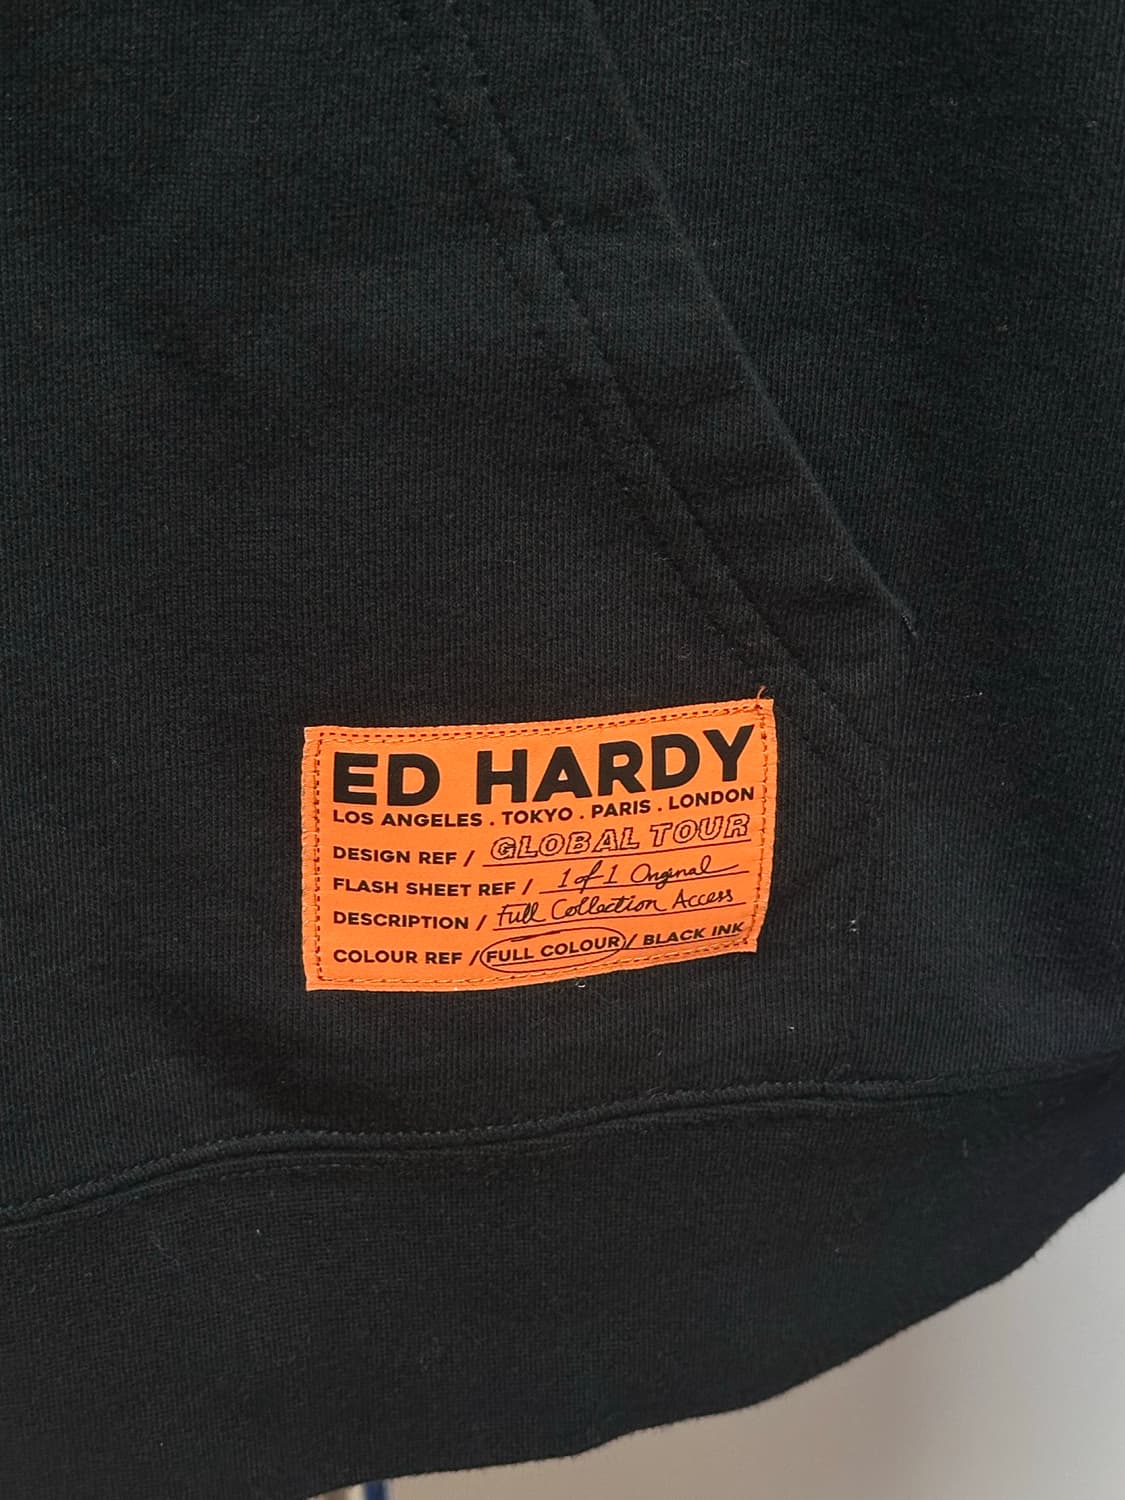 ED HARDY
LOS ANGELES . TOKYO . PARIS . LONDON
DESIGN REF / GLOBAL TOUR
FLASH SHEET REF / 1 of 1 Original
DESCRIPTION / Full Collection Access
COLOUR REF / FULL COLOUR / BLACK INK